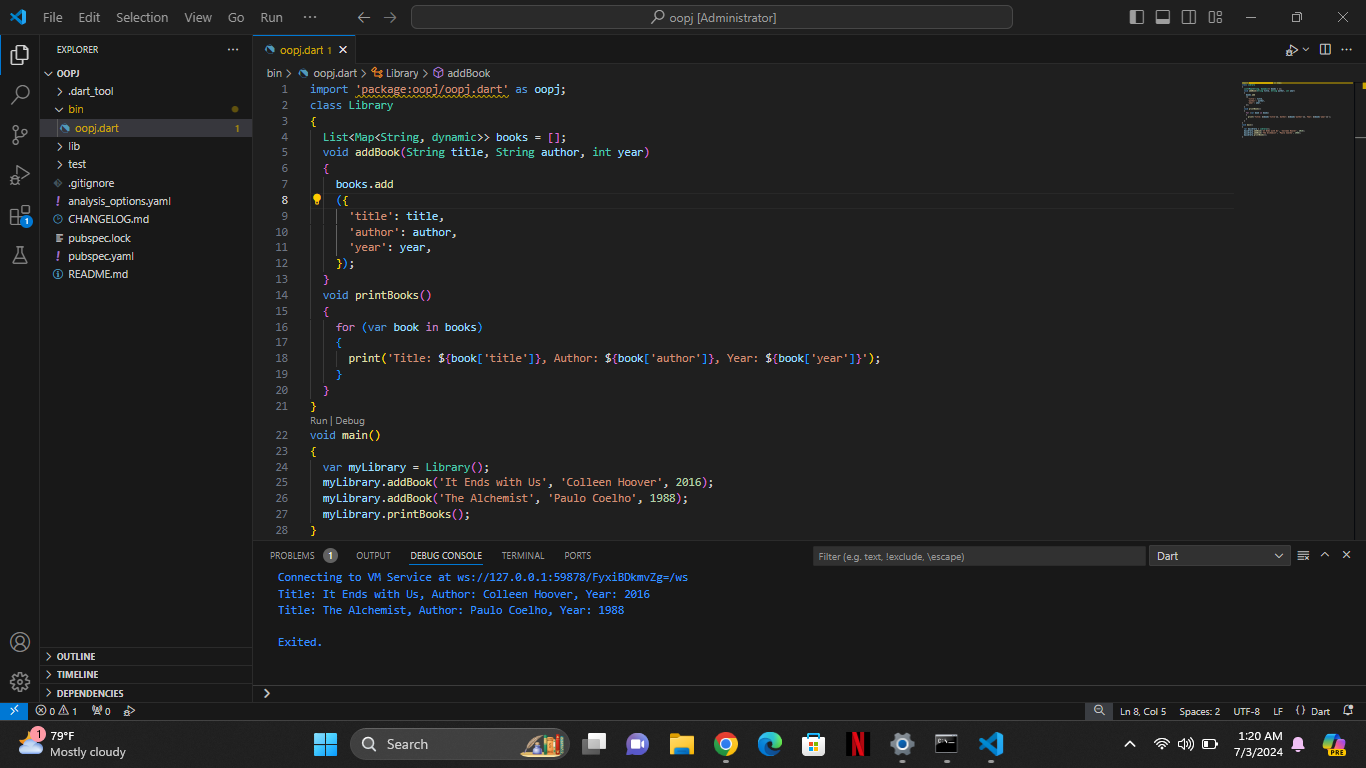 File Edit Selection View Go Run ··· oopj [Administrator]
EXPLORER ···
OOPJ
.dart_tool
bin
oopj.dart 1
lib
test
.gitignore
! analysis_options.yaml
CHANGELOG.md
pubspec.lock
! pubspec.yaml
README.md
OUTLINE
TIMELINE
DEPENDENCIES
1
oopj.dart 1
bin > oopj.dart > Library > addBook
1 import 'package:oopj/oopj.dart' as oopj;
2 class Library
3 {
4 List<Map<String, dynamic>> books = [];
5 void addBook(String title, String author, int year)
6 {
7 books.add
8 ({
9 'title': title,
10 'author': author,
11 'year': year,
12 });
13 }
14 void printBooks()
15 {
16 for (var book in books)
17 {
18 print('Title: ${book['title']}, Author: ${book['author']}, Year: ${book['year']}');
19 }
20 }
21 }
Run | Debug
22 void main()
23 {
24 var myLibrary = Library();
25 myLibrary.addBook('It Ends with Us', 'Colleen Hoover', 2016);
26 myLibrary.addBook('The Alchemist', 'Paulo Coelho', 1988);
27 myLibrary.printBooks();
28 }
PROBLEMS 1 OUTPUT DEBUG CONSOLE TERMINAL PORTS Filter (e.g. text, !exclude, \escape) Dart
Connecting to VM Service at ws://127.0.0.1:59878/FyxiBDkmvZg=/ws
Title: It Ends with Us, Author: Colleen Hoover, Year: 2016
Title: The Alchemist, Author: Paulo Coelho, Year: 1988
Exited.
>
0 1 0 Ln 8, Col 5 Spaces: 2 UTF-8 LF {} Dart
1
79°F
Mostly cloudy
Search
N
PRE
1:20 AM
7/3/2024